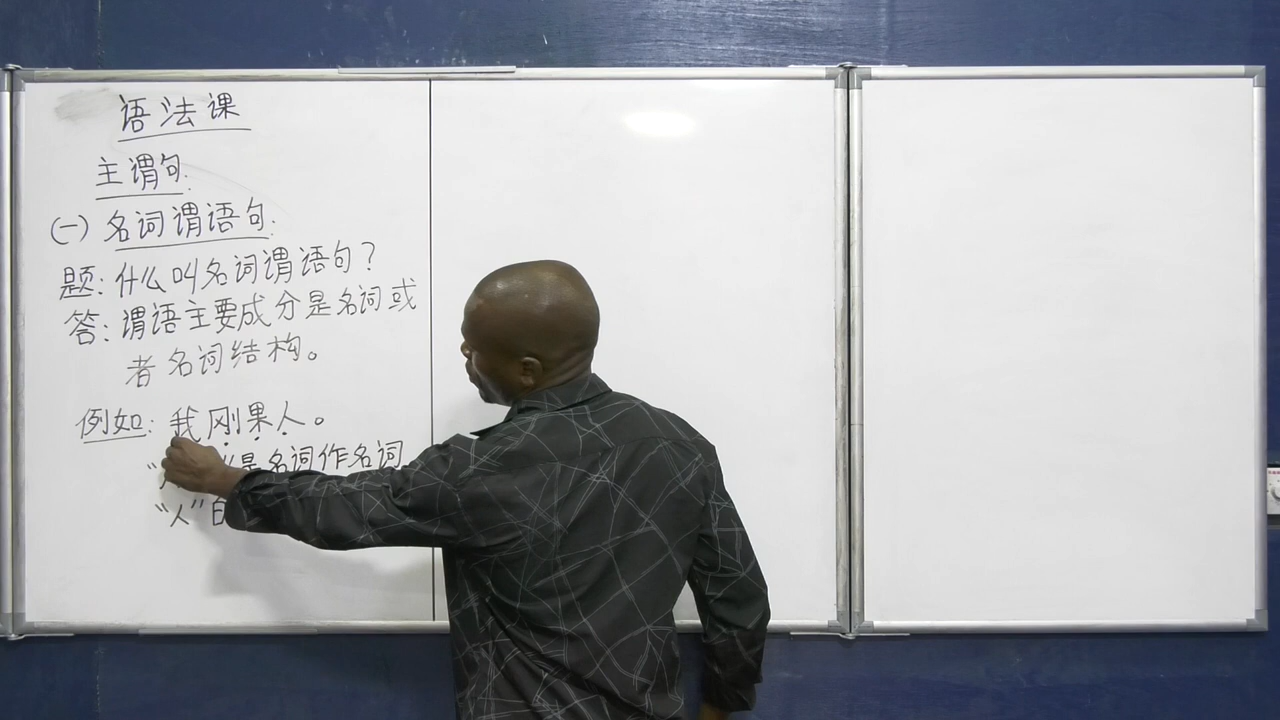 语法课
主谓句.
(一) 名词谓语句.
题: 什么叫名词谓语句?
答: 谓语主要成分是名词或
者名词结构。
例如: 我刚果人。
是名词作名词
"人"